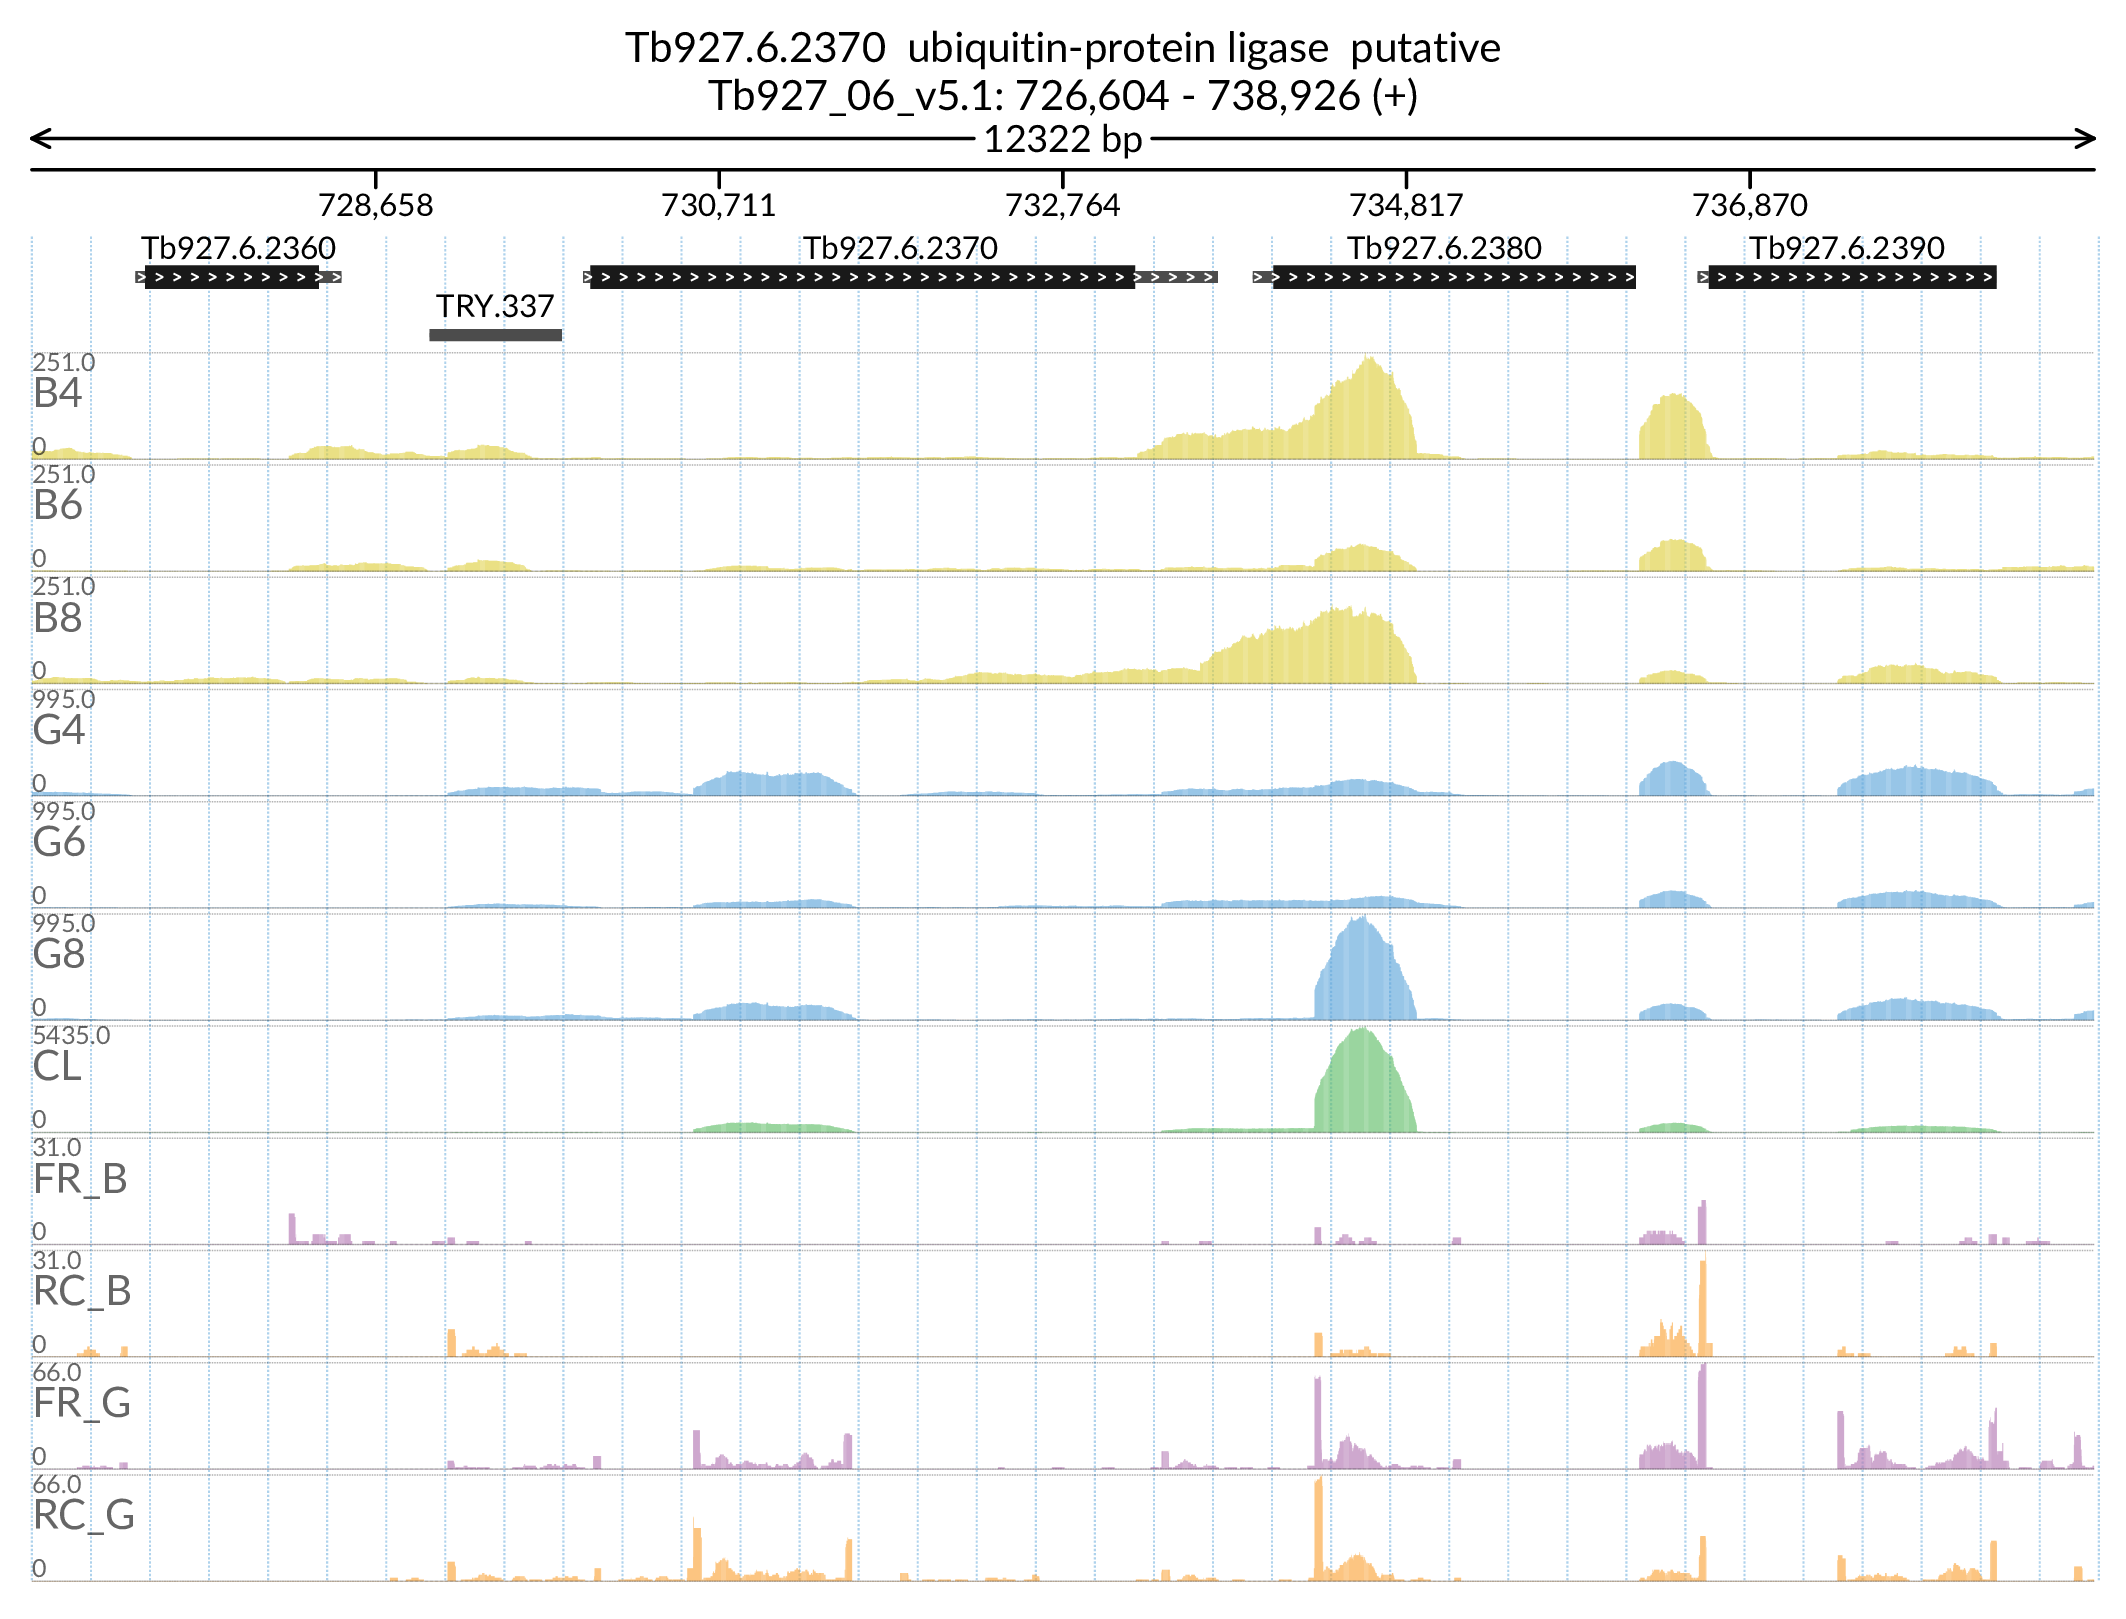 Tb927.6.2370 ubiquitin-protein ligase putative
Tb927_06_v5.1: 726,604 - 738,926 (+)
12322 bp
728,658 730,711 732,764 734,817 736,870
Tb927.6.2360 Tb927.6.2370 Tb927.6.2380 Tb927.6.2390
TRY.337
251.0
B4
0
251.0
B6
0
251.0
B8
0
995.0
G4
0
995.0
G6
0
995.0
G8
0
5435.0
CL
0
31.0
FR_B
0
31.0
RC_B
0
66.0
FR_G
0
66.0
RC_G
0